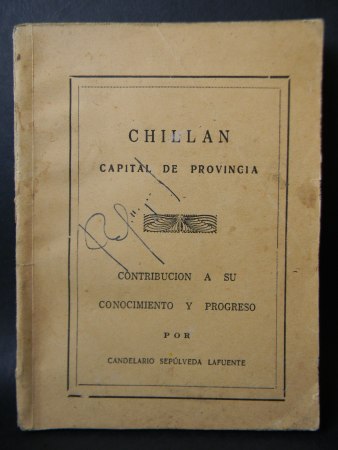 CHILLAN
CAPITAL DE PROVINCIA
CONTRIBUCION A SU
CONOCIMIENTO Y PROGRESO
POR
CANDELARIO SEPÚLVEDA LAFUENTE